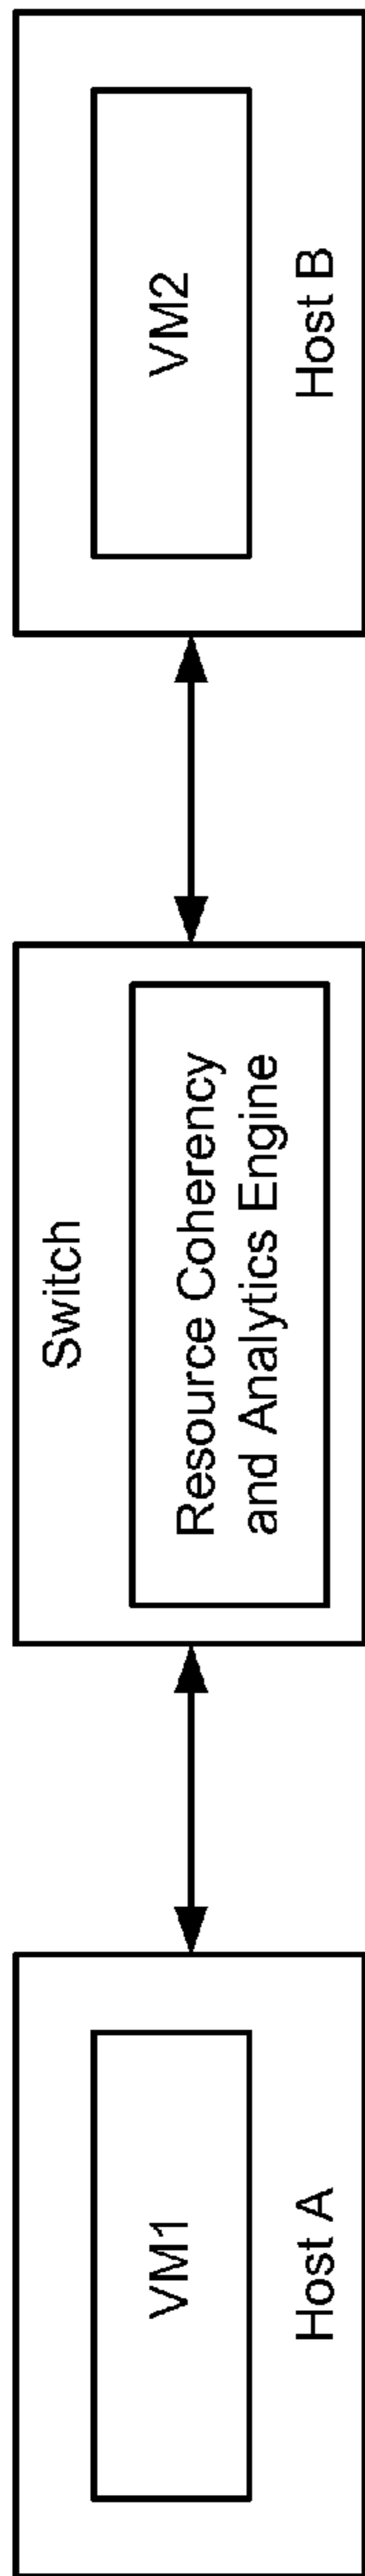 VM1
Host A
Switch
Resource Coherency
and Analytics Engine
VM2
Host B